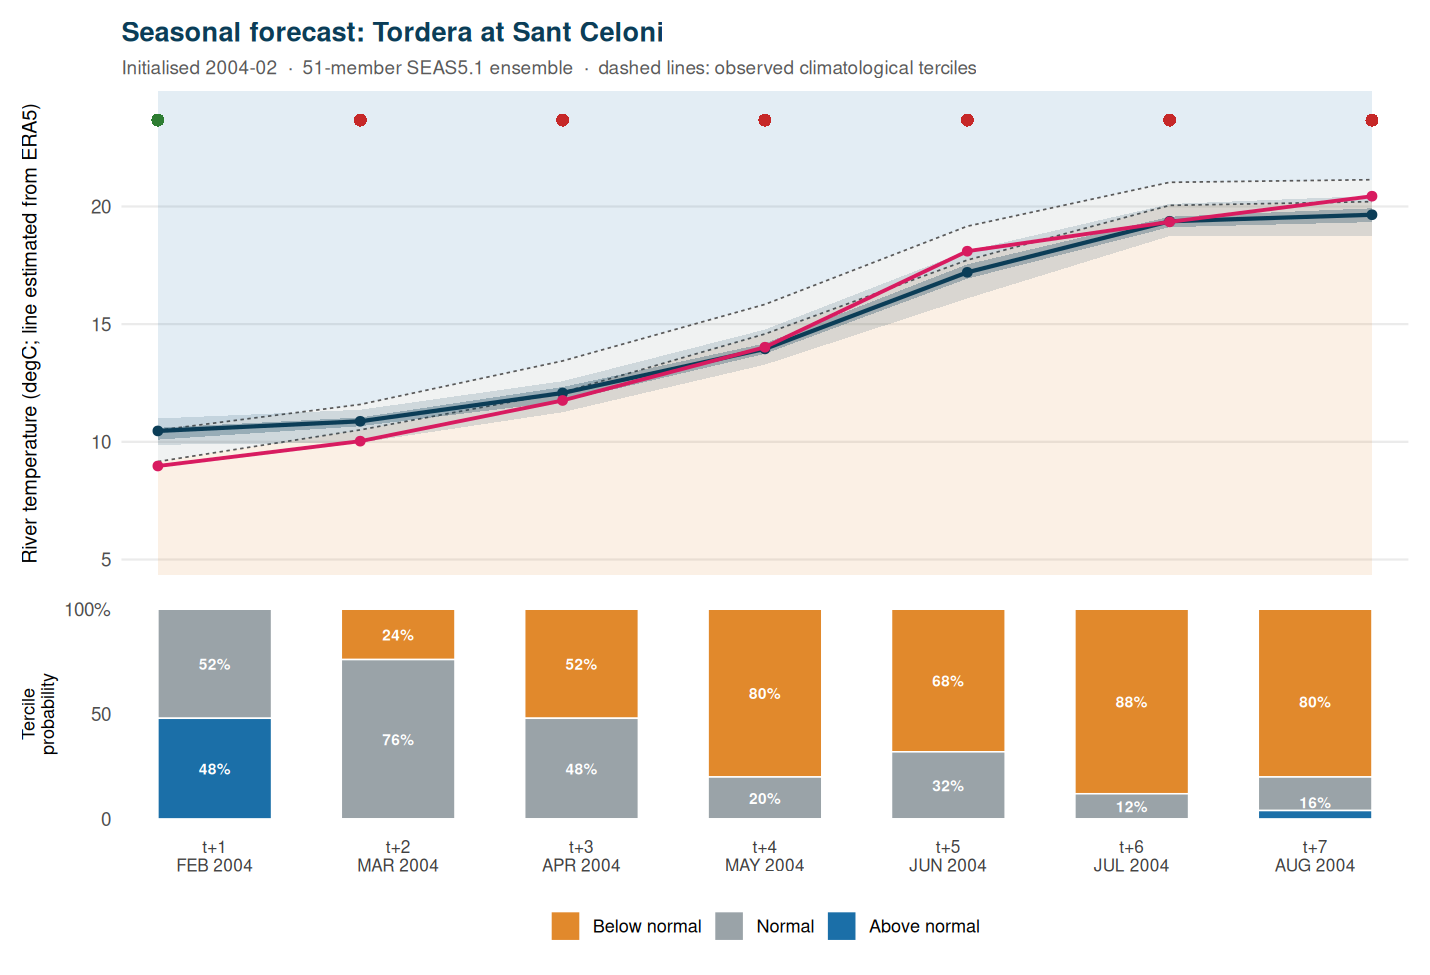 Seasonal forecast: Tordera at Sant Celoni
Initialised 2004-02 · 51-member SEAS5.1 ensemble · dashed lines: observed climatological terciles
River temperature (degC; line estimated from ERA5)
20
15
10
5
Tercile
probability
100%
50
0
52%
48%
24%
76%
52%
48%
80%
20%
68%
32%
88%
12%
80%
16%
t+1
FEB 2004
t+2
MAR 2004
t+3
APR 2004
t+4
MAY 2004
t+5
JUN 2004
t+6
JUL 2004
t+7
AUG 2004
Below normal
Normal
Above normal